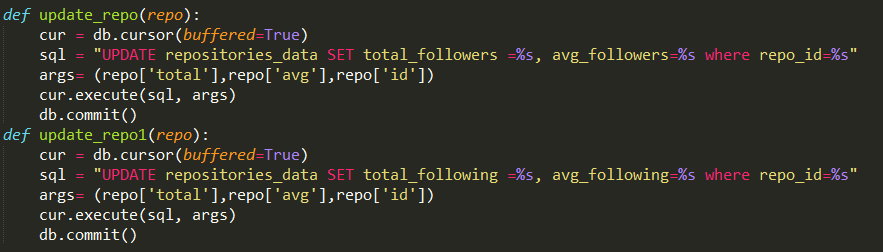 def update_repo(repo):
    cur = db.cursor(buffered=True)
    sql = "UPDATE repositories_data SET total_followers =%s, avg_followers=%s where repo_id=%s"
    args= (repo['total'],repo['avg'],repo['id'])
    cur.execute(sql, args)
    db.commit()
def update_repo1(repo):
    cur = db.cursor(buffered=True)
    sql = "UPDATE repositories_data SET total_following =%s, avg_following=%s where repo_id=%s"
    args= (repo['total'],repo['avg'],repo['id'])
    cur.execute(sql, args)
    db.commit()